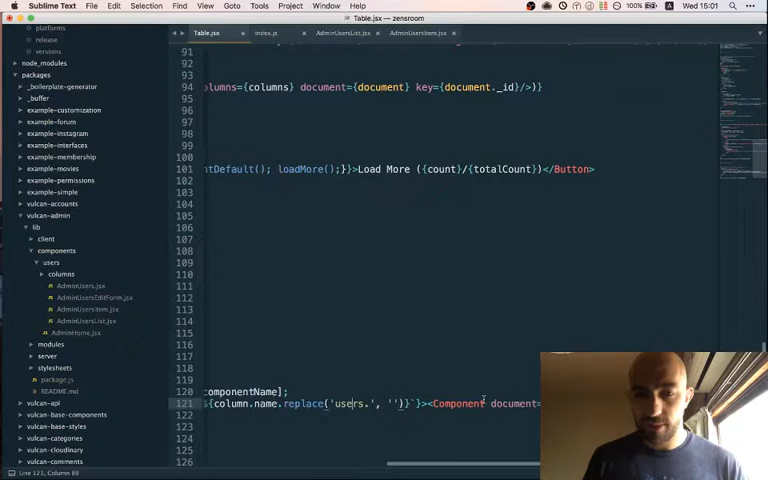 Sublime Text File Edit Selection Find View Goto Tools Project Window Help 100% Wed 15:01
Table.jsx — zensroom
platforms
release
versions
node_modules
packages
_boilerplate-generator
_buffer
example-customization
example-forum
example-instagram
example-interfaces
example-membership
example-movies
example-permissions
example-simple
vulcan-accounts
vulcan-admin
lib
client
components
users
columns
AdminUsers.jsx
AdminUsersEditForm.jsx
AdminUsersItem.jsx
AdminUsersList.jsx
AdminHome.jsx
modules
server
stylesheets
package.js
README.md
vulcan-api
vulcan-base-components
vulcan-base-styles
vulcan-categories
vulcan-cloudinary
vulcan-comments
Table.jsx index.js AdminUsersList.jsx AdminUsersItem.jsx
91
92
93
94 olumns={columns} document={document} key={document._id}/>)}
95
96
97
98
99
100
101 ntDefault(); loadMore();}}>Load More ({count}/{totalCount})</Button>
102
103
104
105
106
107
108
109
110
111
112
113
114
115
116
117
118
119
120 componentName];
121 ${column.name.replace('users.', '')}`}><Component document=
122
123
124
125
126
Line 121, Column 89